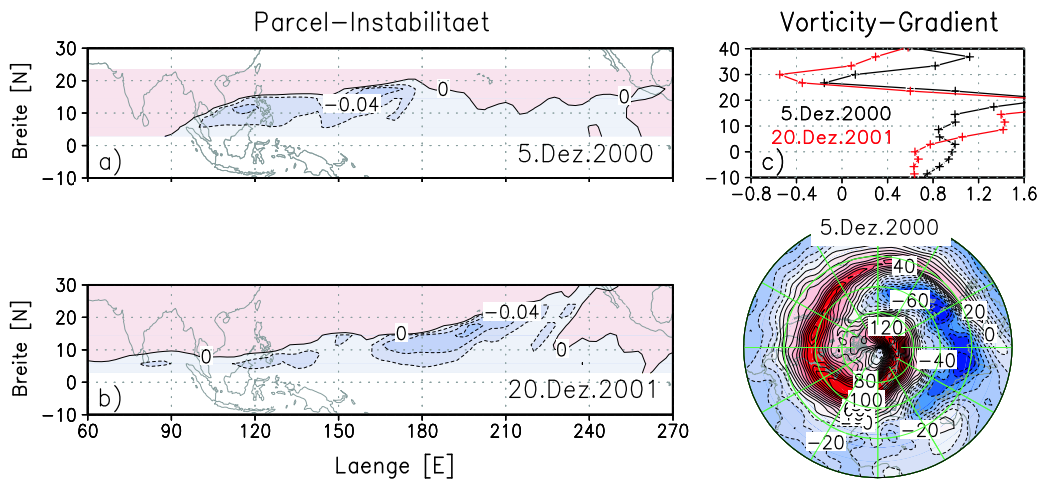 Parcel-Instabilitaet
Vorticity-Gradient
Breite [N]
30
20
10
0
-10
0
-0.04
0
a)
5.Dez.2000
40
30
20
10
0
-10
5.Dez.2000
20.Dez.2001
c)
-0.8 -0.4 0 0.4 0.8 1.2 1.6
Breite [N]
30
20
10
0
-10
0
0
-0.04
0
b)
20.Dez.2001
60 90 120 150 180 210 240 270
Laenge [E]
5.Dez.2000
40
-60
20
0
120
-40
80
100
-20
-20